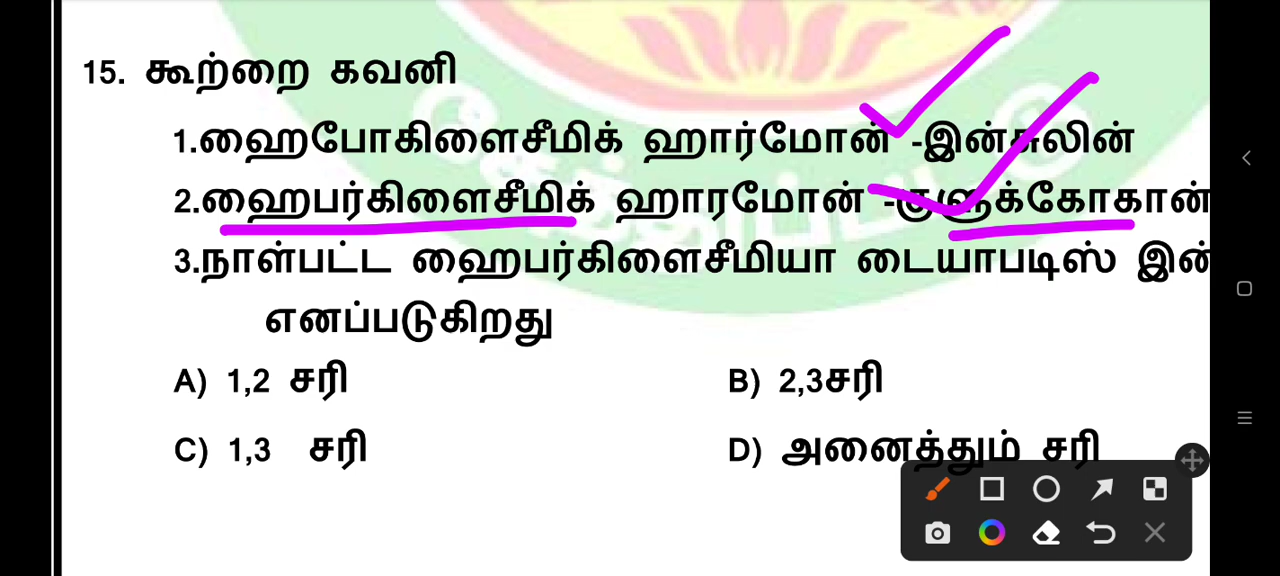 15. கூற்றை கவனி
1.ஹைபோகிளைசீமிக் ஹார்மோன் -இன்சுலின்
2.ஹைபர்கிளைசீமிக் ஹாரமோன் -குளுக்கோகான்
3.நாள்பட்ட ஹைபர்கிளைசீமியா டையாபடிஸ் இன்
எனப்படுகிறது
A) 1,2 சரி
B) 2,3சரி
C) 1,3 சரி
D) அனைத்தும் சரி